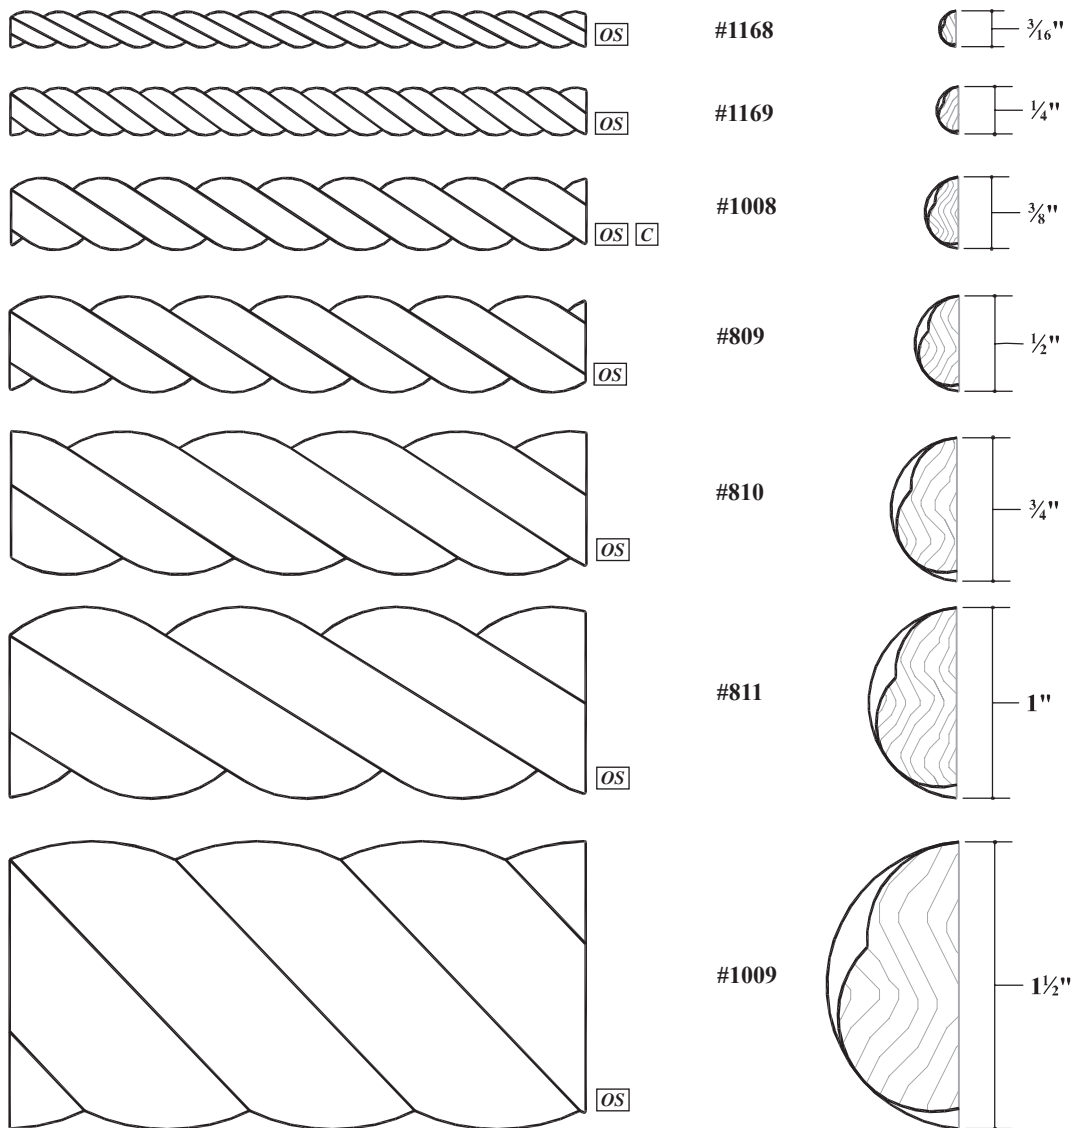 OS #1168 3/16"
OS #1169 1/4"
OS C #1008 3/8"
OS #809 1/2"
OS #810 3/4"
OS #811 1"
OS #1009 1½"